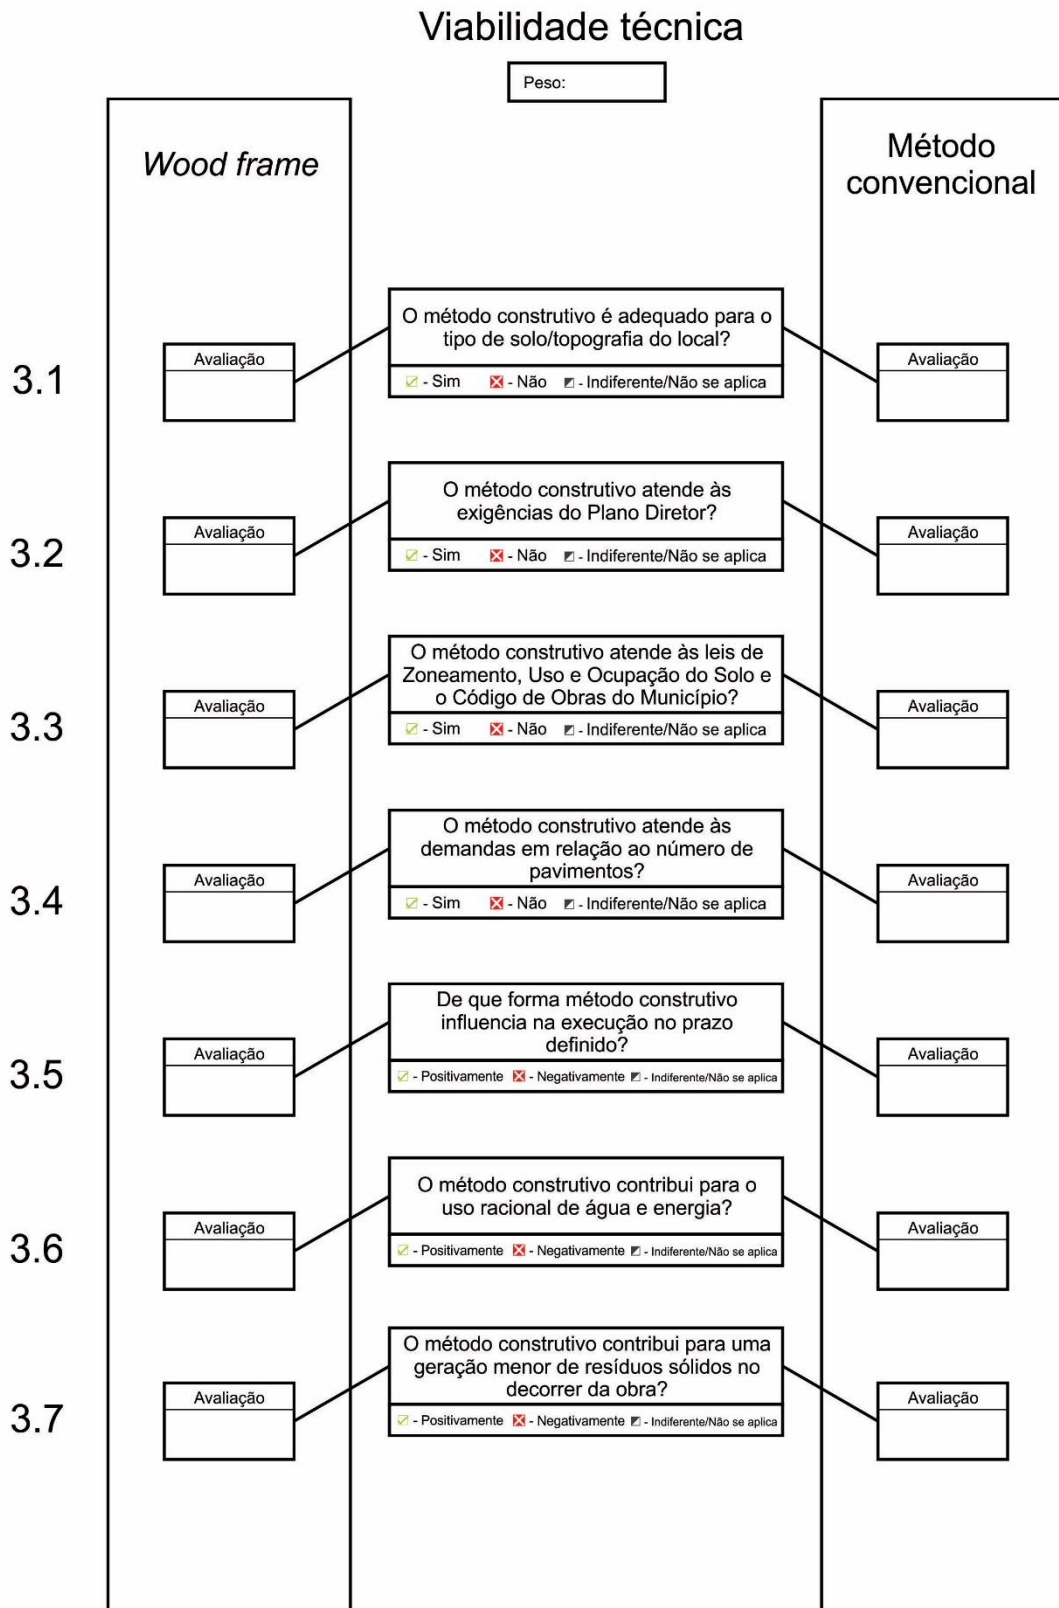 Viabilidade técnica
Peso:
Wood frame
Método
convencional
3.1
Avaliação
O método construtivo é adequado para o
tipo de solo/topografia do local?
- Sim - Não - Indiferente/Não se aplica
Avaliação
3.2
Avaliação
O método construtivo atende às
exigências do Plano Diretor?
- Sim - Não - Indiferente/Não se aplica
Avaliação
3.3
Avaliação
O método construtivo atende às leis de
Zoneamento, Uso e Ocupação do Solo e
o Código de Obras do Município?
- Sim - Não - Indiferente/Não se aplica
Avaliação
3.4
Avaliação
O método construtivo atende às
demandas em relação ao número de
pavimentos?
- Sim - Não - Indiferente/Não se aplica
Avaliação
3.5
Avaliação
De que forma método construtivo
influencia na execução no prazo
definido?
- Positivamente - Negativamente - Indiferente/Não se aplica
Avaliação
3.6
Avaliação
O método construtivo contribui para o
uso racional de água e energia?
- Positivamente - Negativamente - Indiferente/Não se aplica
Avaliação
3.7
Avaliação
O método construtivo contribui para uma
geração menor de resíduos sólidos no
decorrer da obra?
- Positivamente - Negativamente - Indiferente/Não se aplica
Avaliação